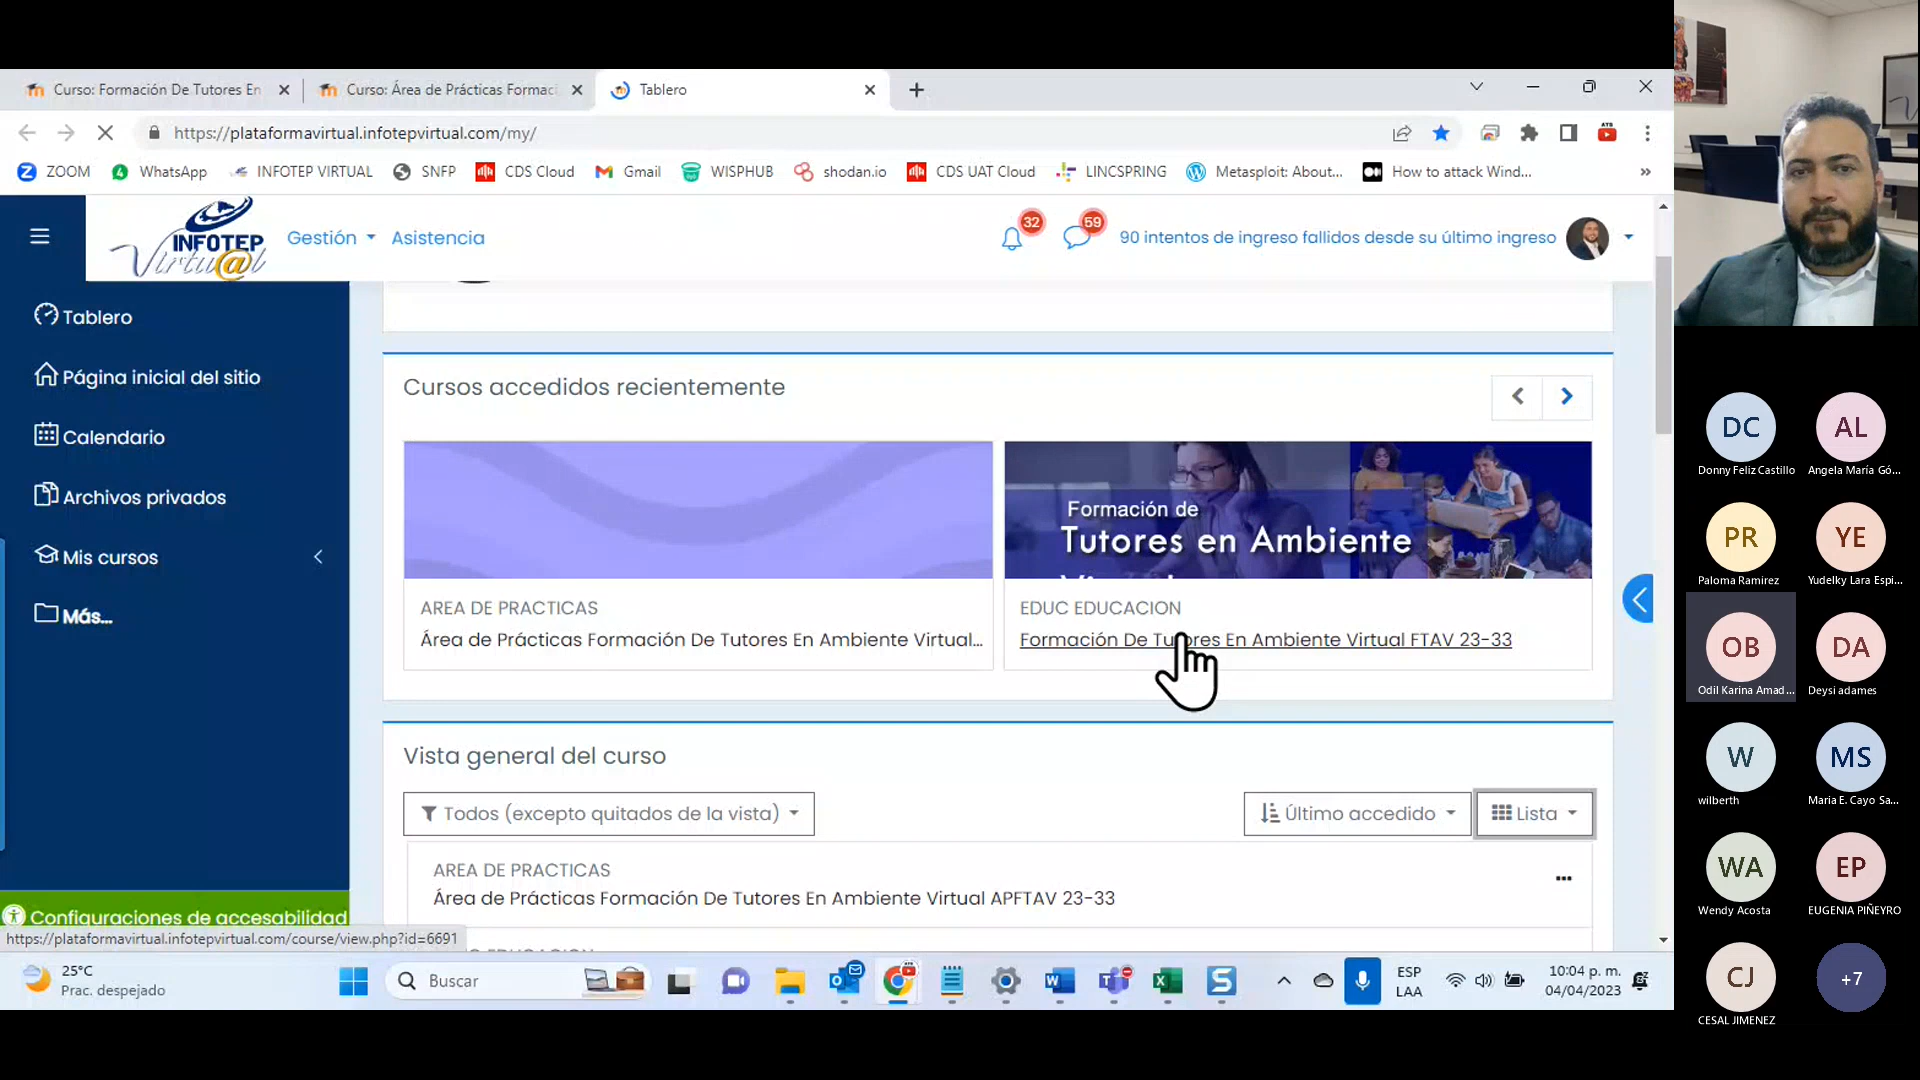 Curso: Formación De Tutores En
Curso: Área de Prácticas Formac
Tablero
https://plataformavirtual.infotepvirtual.com/my/
ZOOM
WhatsApp
INFOTEP VIRTUAL
SNFP
CDS Cloud
Gmail
WISPHUB
shodan.io
CDS UAT Cloud
LINCSPRING
Metasploit: About...
How to attack Wind...
»
INFOTEP
Virtu@l
Gestión
Asistencia
32
59
90 intentos de ingreso fallidos desde su último ingreso
Tablero
Página inicial del sitio
Calendario
Archivos privados
Mis cursos
Más...
Configuraciones de accesabilidad
https://plataformavirtual.infotepvirtual.com/course/view.php?id=6691
Cursos accedidos recientemente
Formación de
Tutores en Ambiente
AREA DE PRACTICAS
Área de Prácticas Formación De Tutores En Ambiente Virtual...
EDUC EDUCACION
Formación De Tutores En Ambiente Virtual FTAV 23-33
Vista general del curso
Todos (excepto quitados de la vista)
Último accedido
Lista
AREA DE PRACTICAS
Área de Prácticas Formación De Tutores En Ambiente Virtual APFTAV 23-33
25°C
Prac. despejado
Buscar
ESP
LAA
10:04 p. m.
04/04/2023
DC
Donny Feliz Castillo
AL
Angela María Gó...
PR
Paloma Ramirez
YE
Yudelky Lara Espi...
OB
Odil Karina Amad...
DA
Deysi adames
W
wilberth
MS
Maria E. Cayo Sa...
WA
Wendy Acosta
EP
EUGENIA PIÑEYRO
CJ
CESAL JIMENEZ
+7